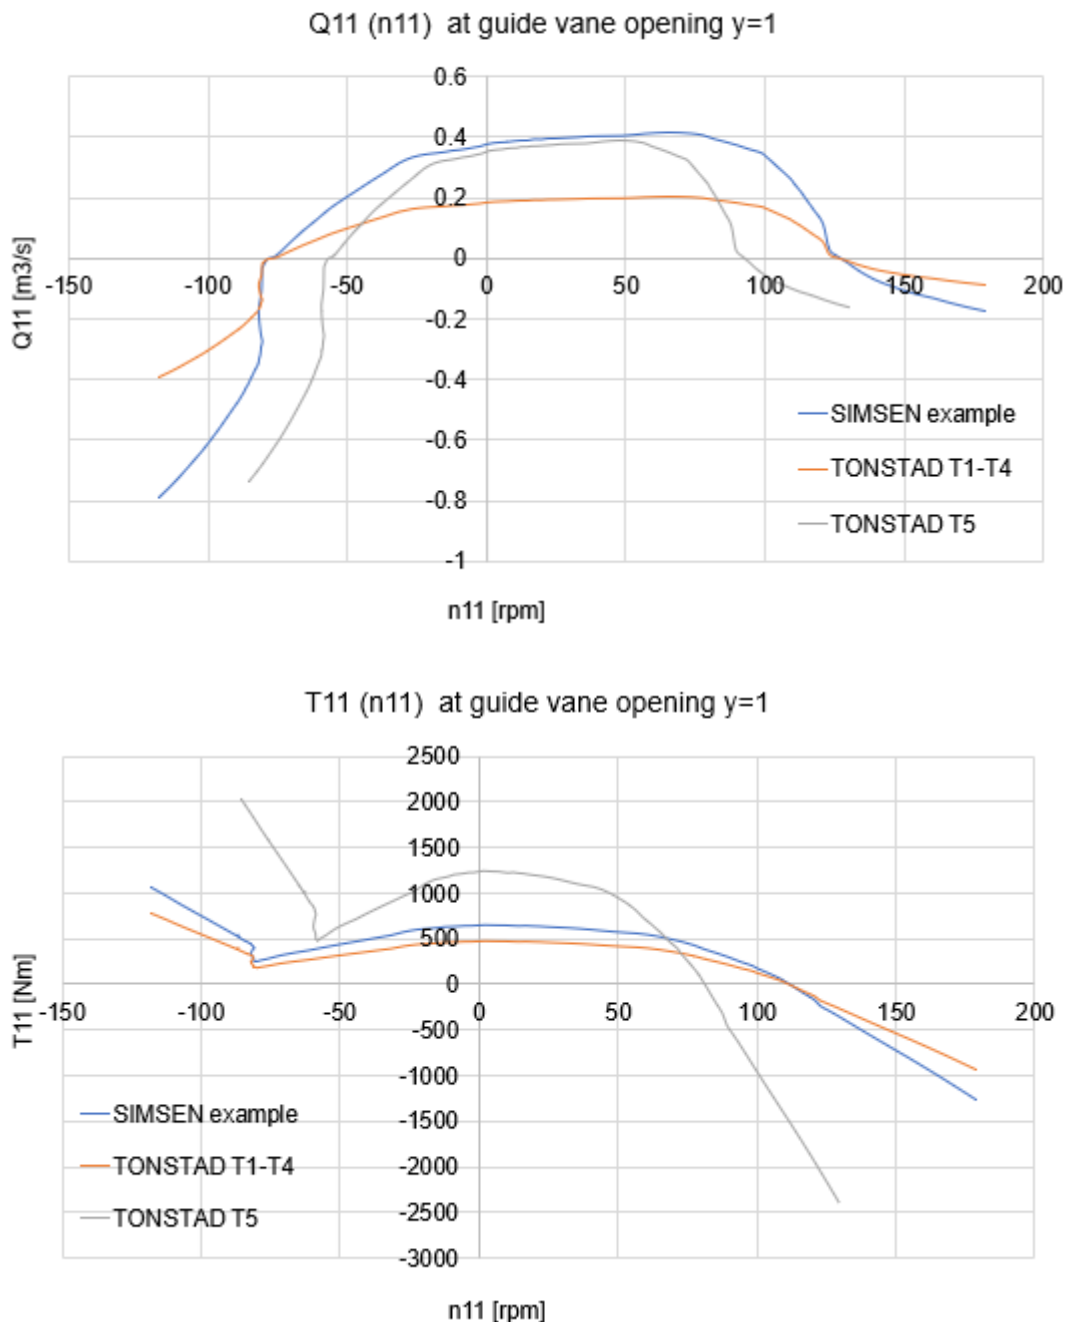 Q11 (n11)  at guide vane opening y=1
0.6
0.4
0.2
0
-150 -100 -50 0 50 100 150 200
-0.2
-0.4
-0.6
-0.8
-1
Q11 [m3/s]
SIMSEN example
TONSTAD T1-T4
TONSTAD T5
n11 [rpm]
T11 (n11)  at guide vane opening y=1
2500
2000
1500
1000
500
0
-150 -100 -50 0 50 100 150 200
-500
-1000
-1500
-2000
-2500
-3000
T11 [Nm]
SIMSEN example
TONSTAD T1-T4
TONSTAD T5
n11 [rpm]